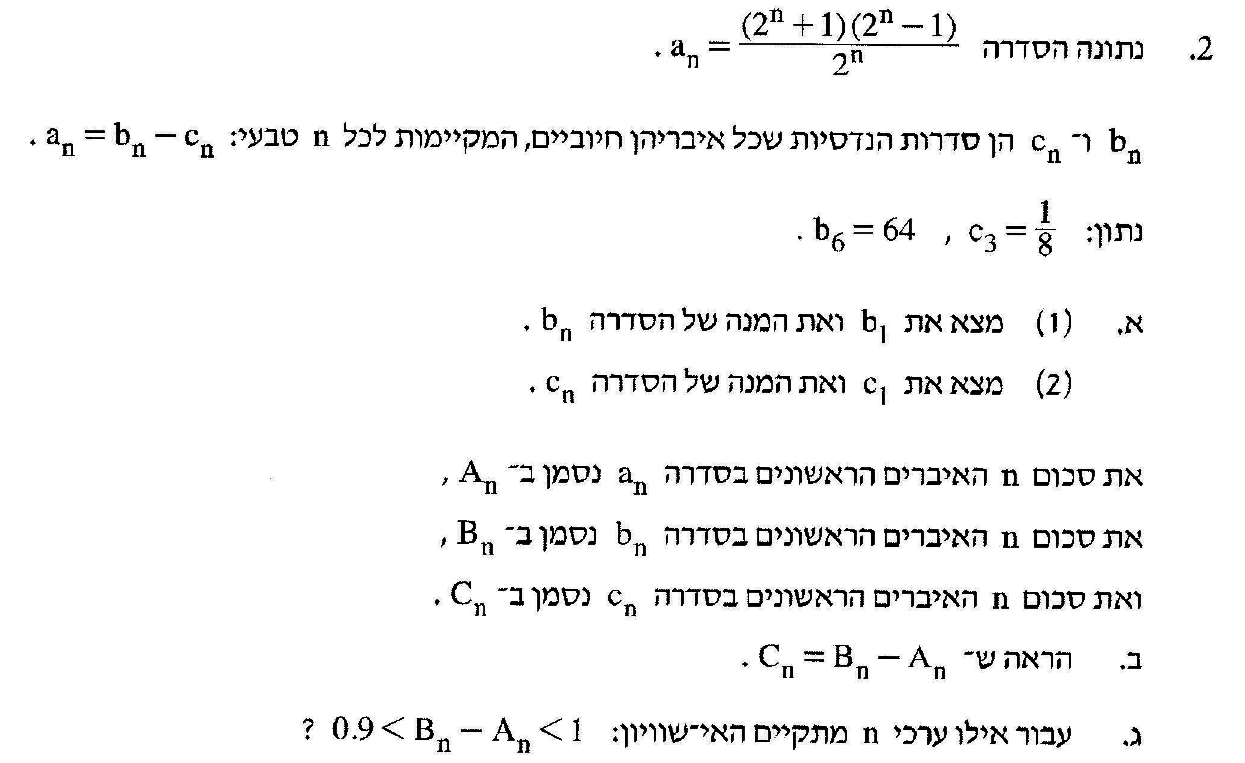 2. נתונה הסדרה a_n = \frac{(2^n + 1)(2^n − 1)}{2^n} .
b_n ו־ c_n הן סדרות הנדסיות שכל איבריהן חיוביים, המקיימות לכל n טבעי: a_n = b_n − c_n .
נתון: c_3 = \frac{1}{8} , b_6 = 64 .
א. (1) מצא את b_1 ואת המנה של הסדרה b_n .
(2) מצא את c_1 ואת המנה של הסדרה c_n .
את סכום n האיברים הראשונים בסדרה a_n נסמן ב־ A_n ,
את סכום n האיברים הראשונים בסדרה b_n נסמן ב־ B_n ,
ואת סכום n האיברים הראשונים בסדרה c_n נסמן ב־ C_n .
ב. הראה ש־ C_n = B_n − A_n .
ג. עבור אילו ערכי n מתקיים האי־שוויון: 0.9 < B_n − A_n < 1 ?